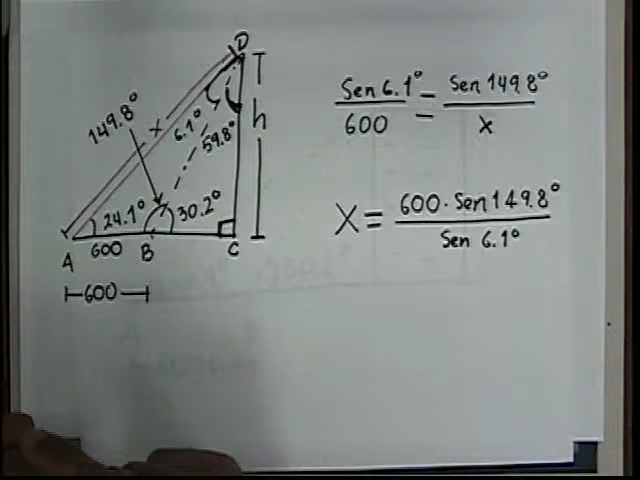 D
149.8°
x
6.1°
59.8°
h
24.1°
30.2°
A
600
B
C
600
Sen 6.1° = Sen 149.8°
600 x
X = 600 · Sen 149.8°
Sen 6.1°